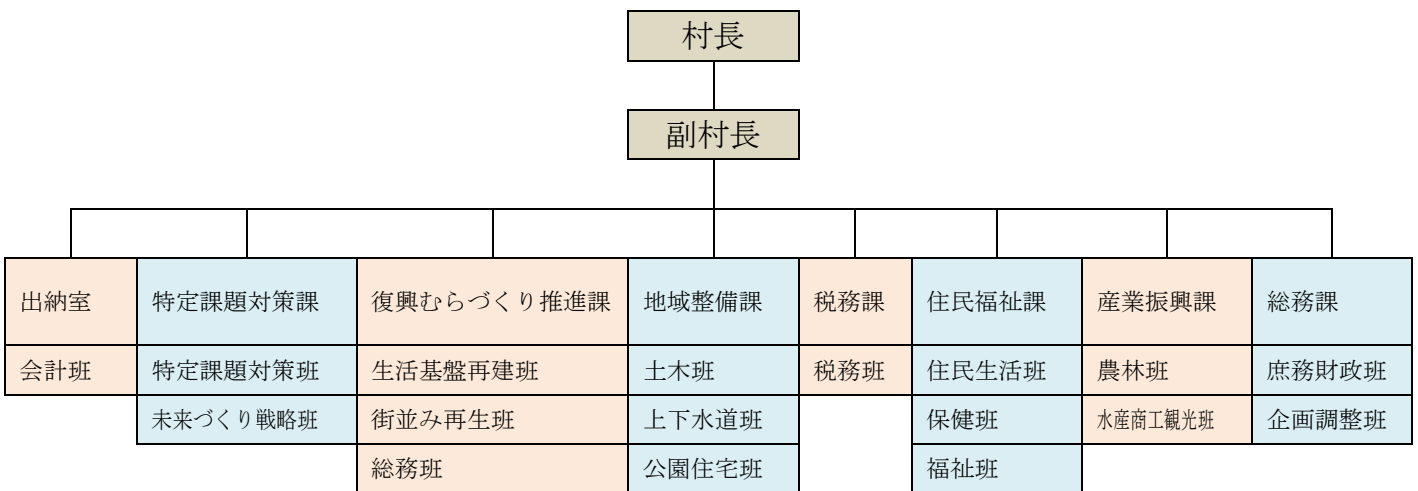 村長
副村長
出納室 特定課題対策課 復興むらづくり推進課 地域整備課 税務課 住民福祉課 産業振興課 総務課
会計班 特定課題対策班 生活基盤再建班 土木班 税務班 住民生活班 農林班 庶務財政班
未来づくり戦略班 街並み再生班 上下水道班 保健班 水産商工観光班 企画調整班
総務班 公園住宅班 福祉班